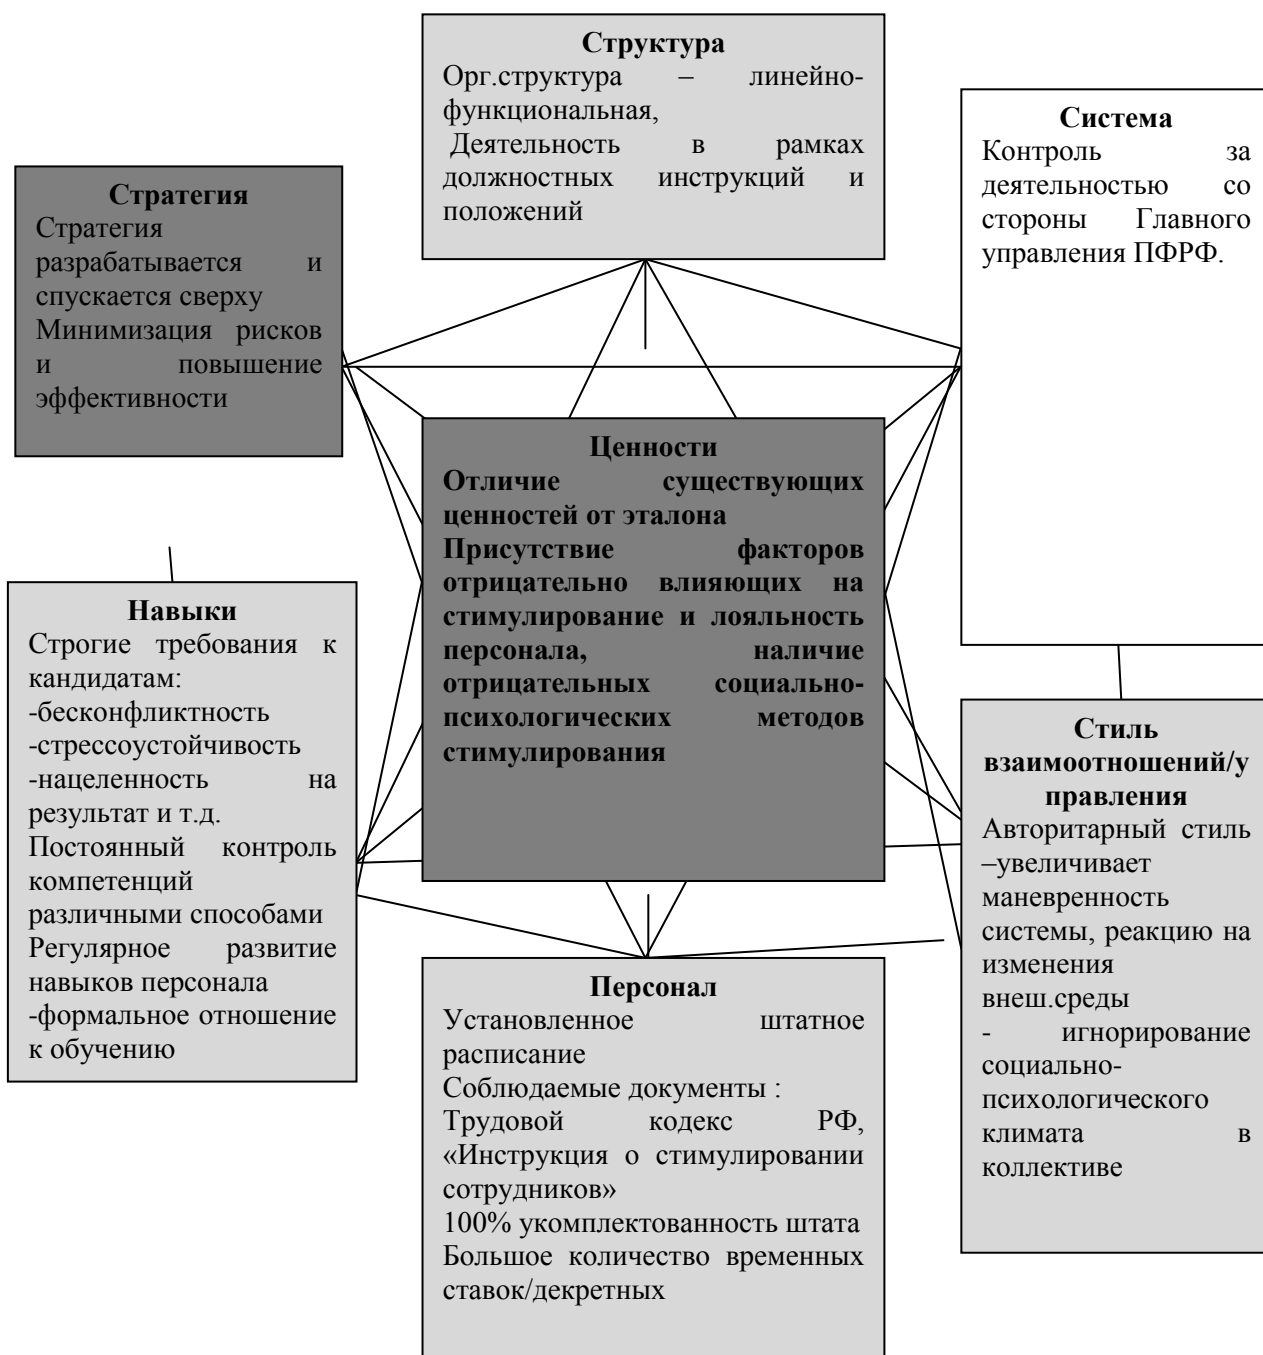 Структура
Орг.структура – линейно-
функциональная,
Деятельность в рамках
должностных инструкций и
положений
Система
Контроль за
деятельностью со
стороны Главного
управления ПФРФ.
Стратегия
Стратегия
разрабатывается и
спускается сверху
Минимизация рисков
и повышение
эффективности
Ценности
Отличие существующих
ценностей от эталона
Присутствие факторов
отрицательно влияющих на
стимулирование и лояльность
персонала, наличие
отрицательных социально-
психологических методов
стимулирования
Навыки
Строгие требования к
кандидатам:
-бесконфликтность
-стрессоустойчивость
-нацеленность на
результат и т.д.
Постоянный контроль
компетенций
различными способами
Регулярное развитие
навыков персонала
-формальное отношение
к обучению
Стиль
взаимоотношений/у
правления
Авторитарный стиль
–увеличивает
маневренность
системы, реакцию на
изменения
внеш.среды
- игнорирование
социально-
психологического
климата в
коллективе
Персонал
Установленное штатное
расписание
Соблюдаемые документы :
Трудовой кодекс РФ,
«Инструкция о стимулировании
сотрудников»
100% укомплектованность штата
Большое количество временных
ставок/декретных